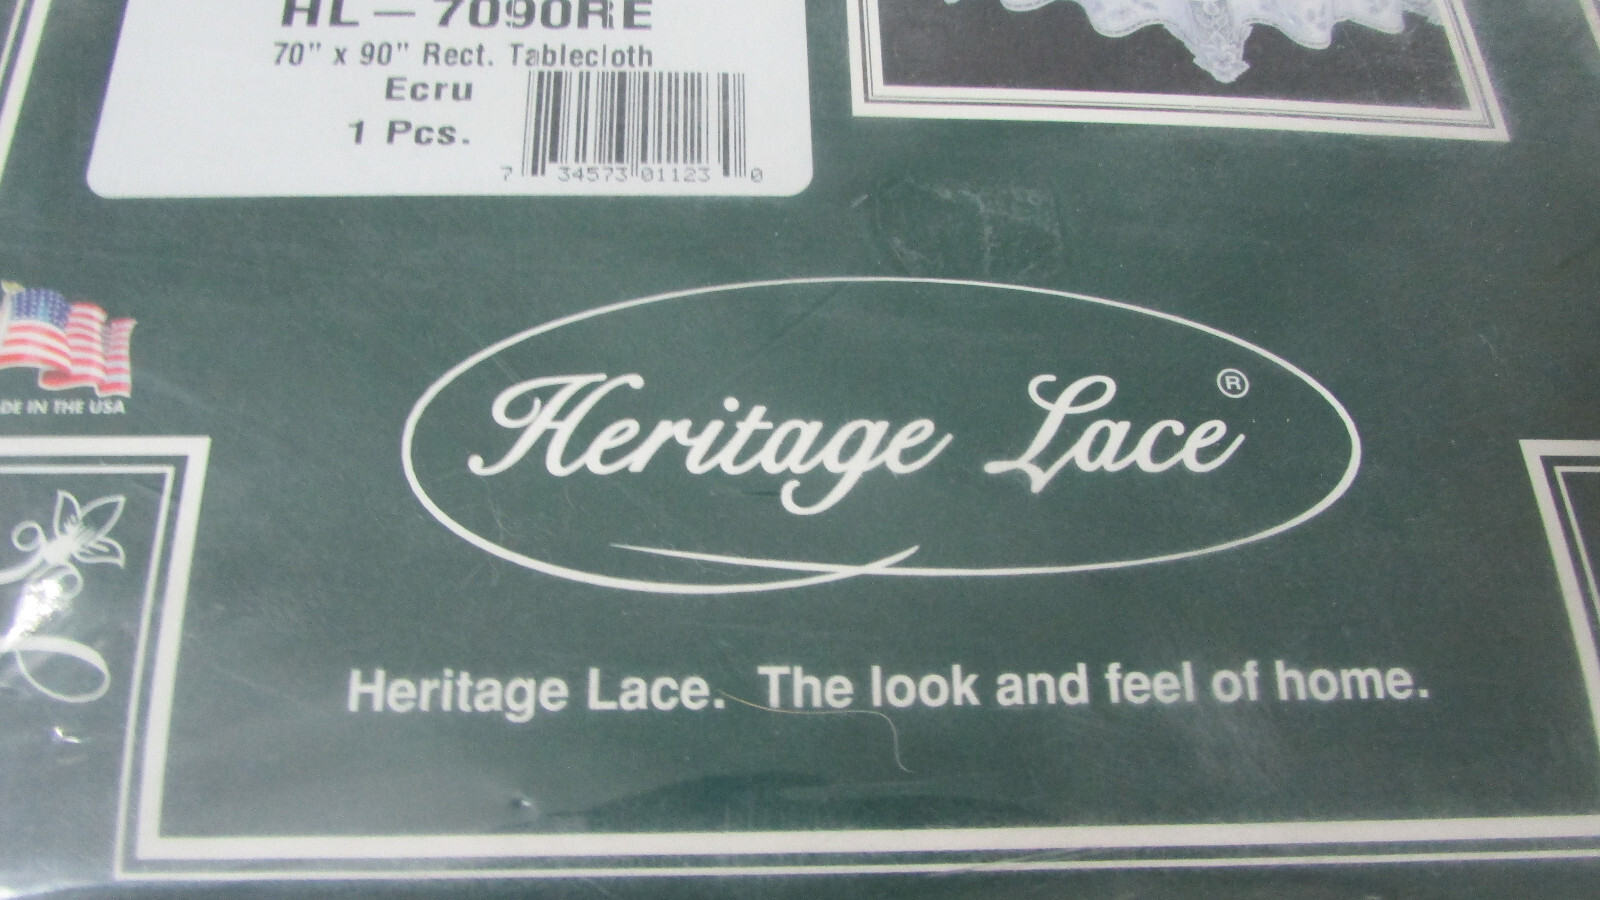 HL - 7090RE
70" x 90" Rect. Tablecloth
Ecru
1 Pcs.
7 34573 01123 0
DE IN THE USA
Heritage Lace ®
Heritage Lace. The look and feel of home.